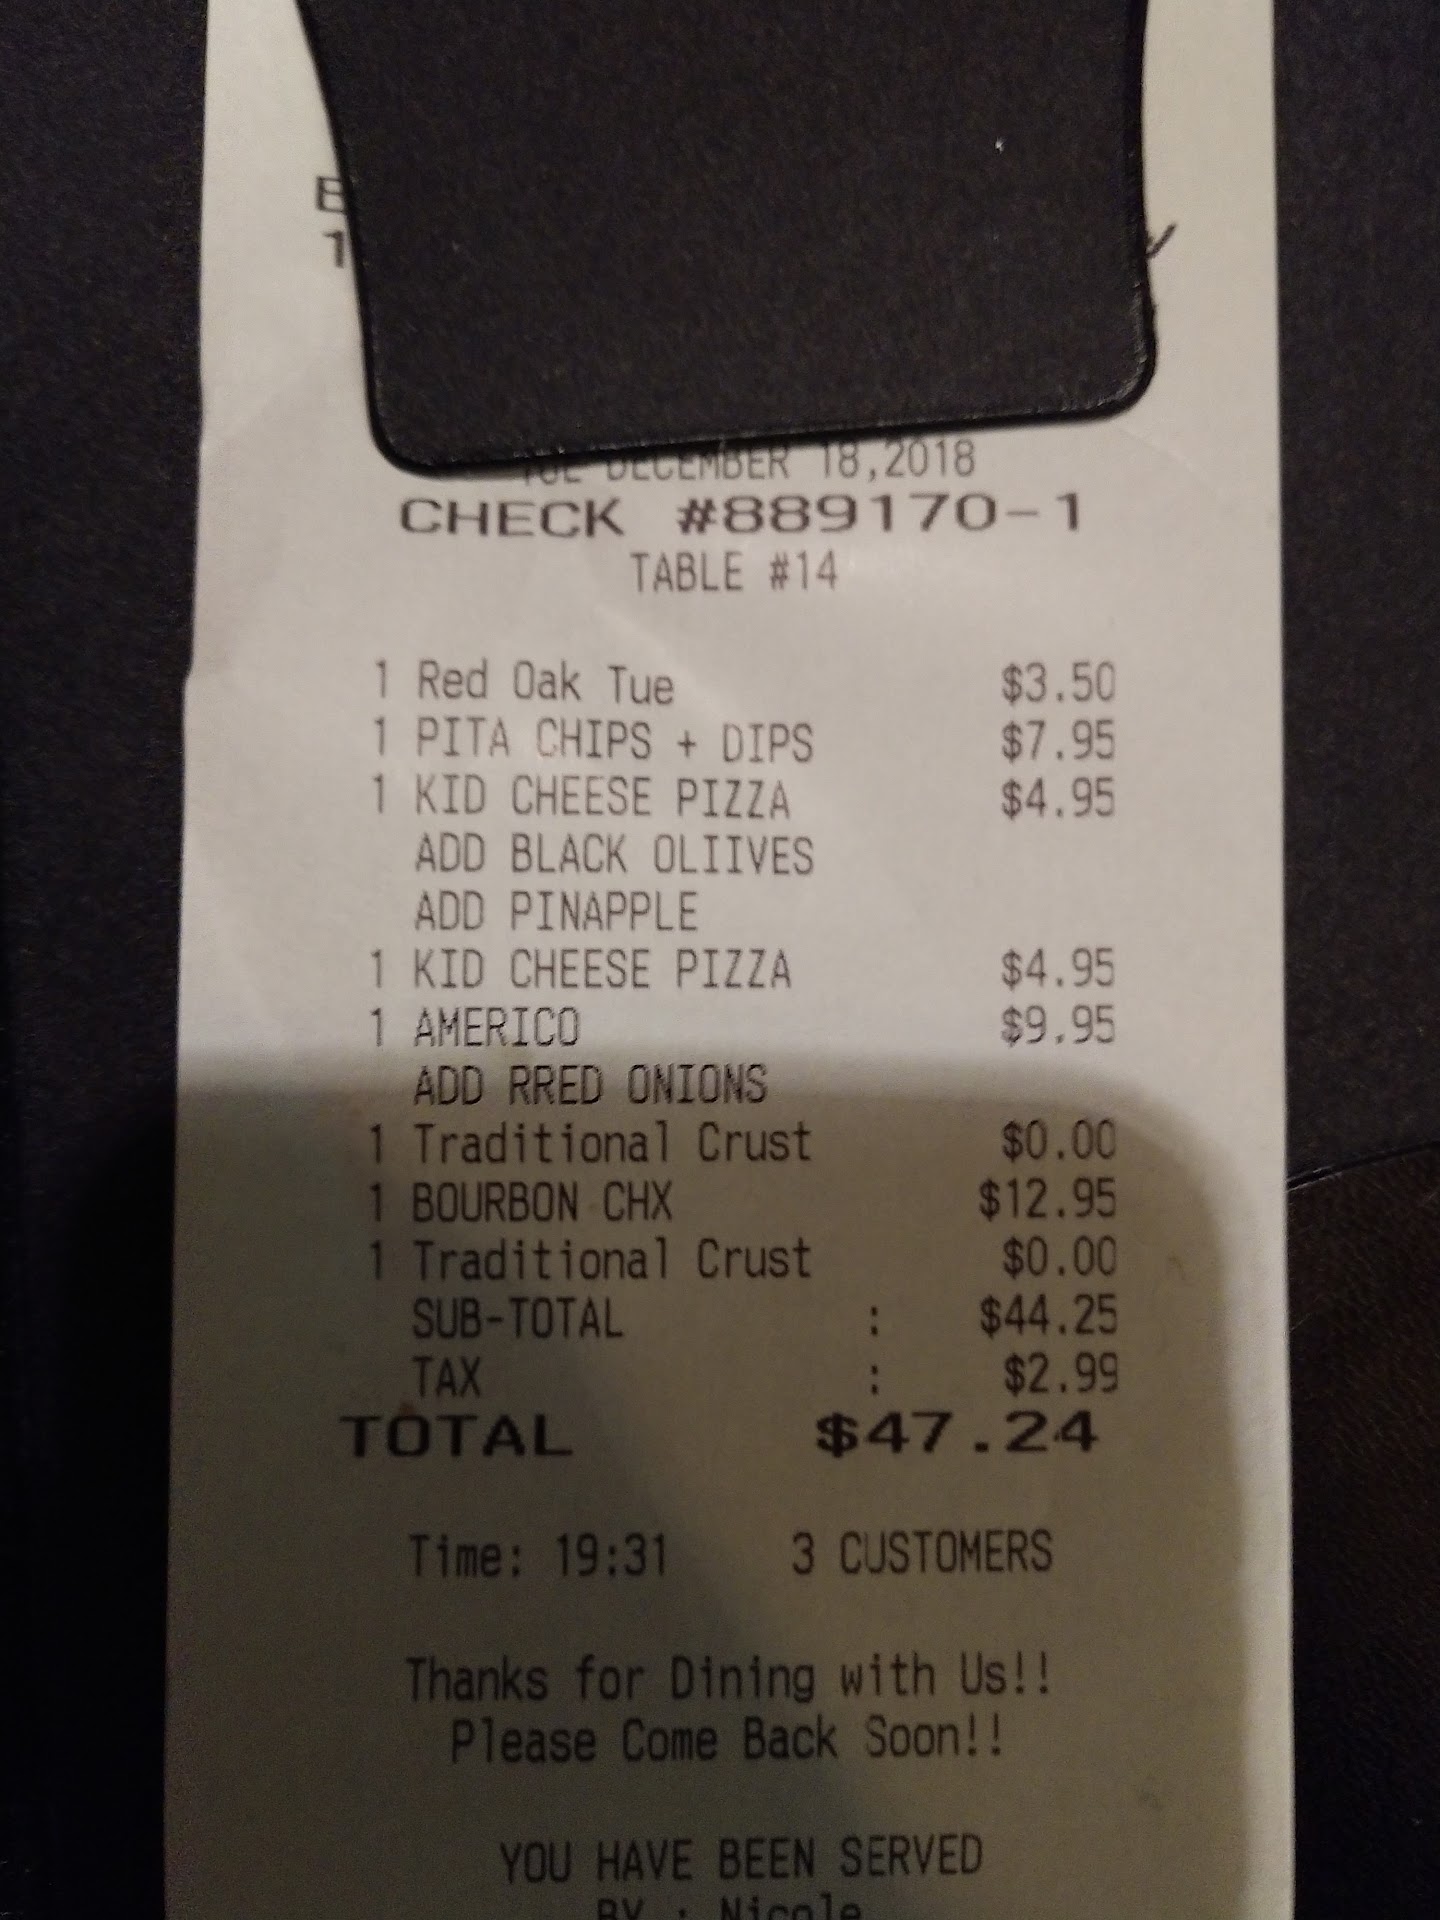 TUE DECEMBER 18,2018
CHECK #889170-1
TABLE #14
1 Red Oak Tue $3.50
1 PITA CHIPS + DIPS $7.95
1 KID CHEESE PIZZA $4.95
ADD BLACK OLIIVES
ADD PINAPPLE
1 KID CHEESE PIZZA $4.95
1 AMERICO $9.95
ADD RRED ONIONS
1 Traditional Crust $0.00
1 BOURBON CHX $12.95
1 Traditional Crust $0.00
SUB-TOTAL : $44.25
TAX : $2.99
TOTAL $47.24
Time: 19:31 3 CUSTOMERS
Thanks for Dining with Us!!
Please Come Back Soon!!
YOU HAVE BEEN SERVED
BY : Nicole